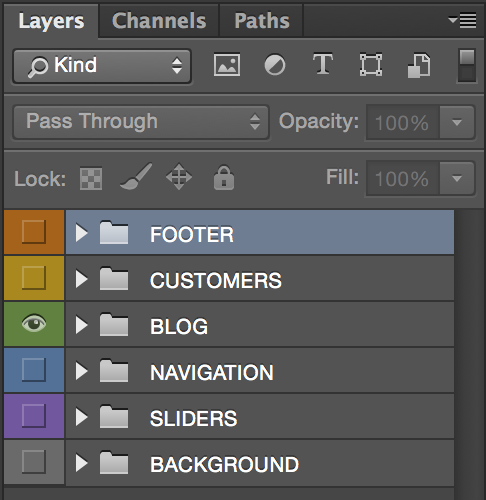 Layers Channels Paths
Kind T
Pass Through Opacity: 100%
Lock: Fill: 100%
FOOTER
CUSTOMERS
BLOG
NAVIGATION
SLIDERS
BACKGROUND